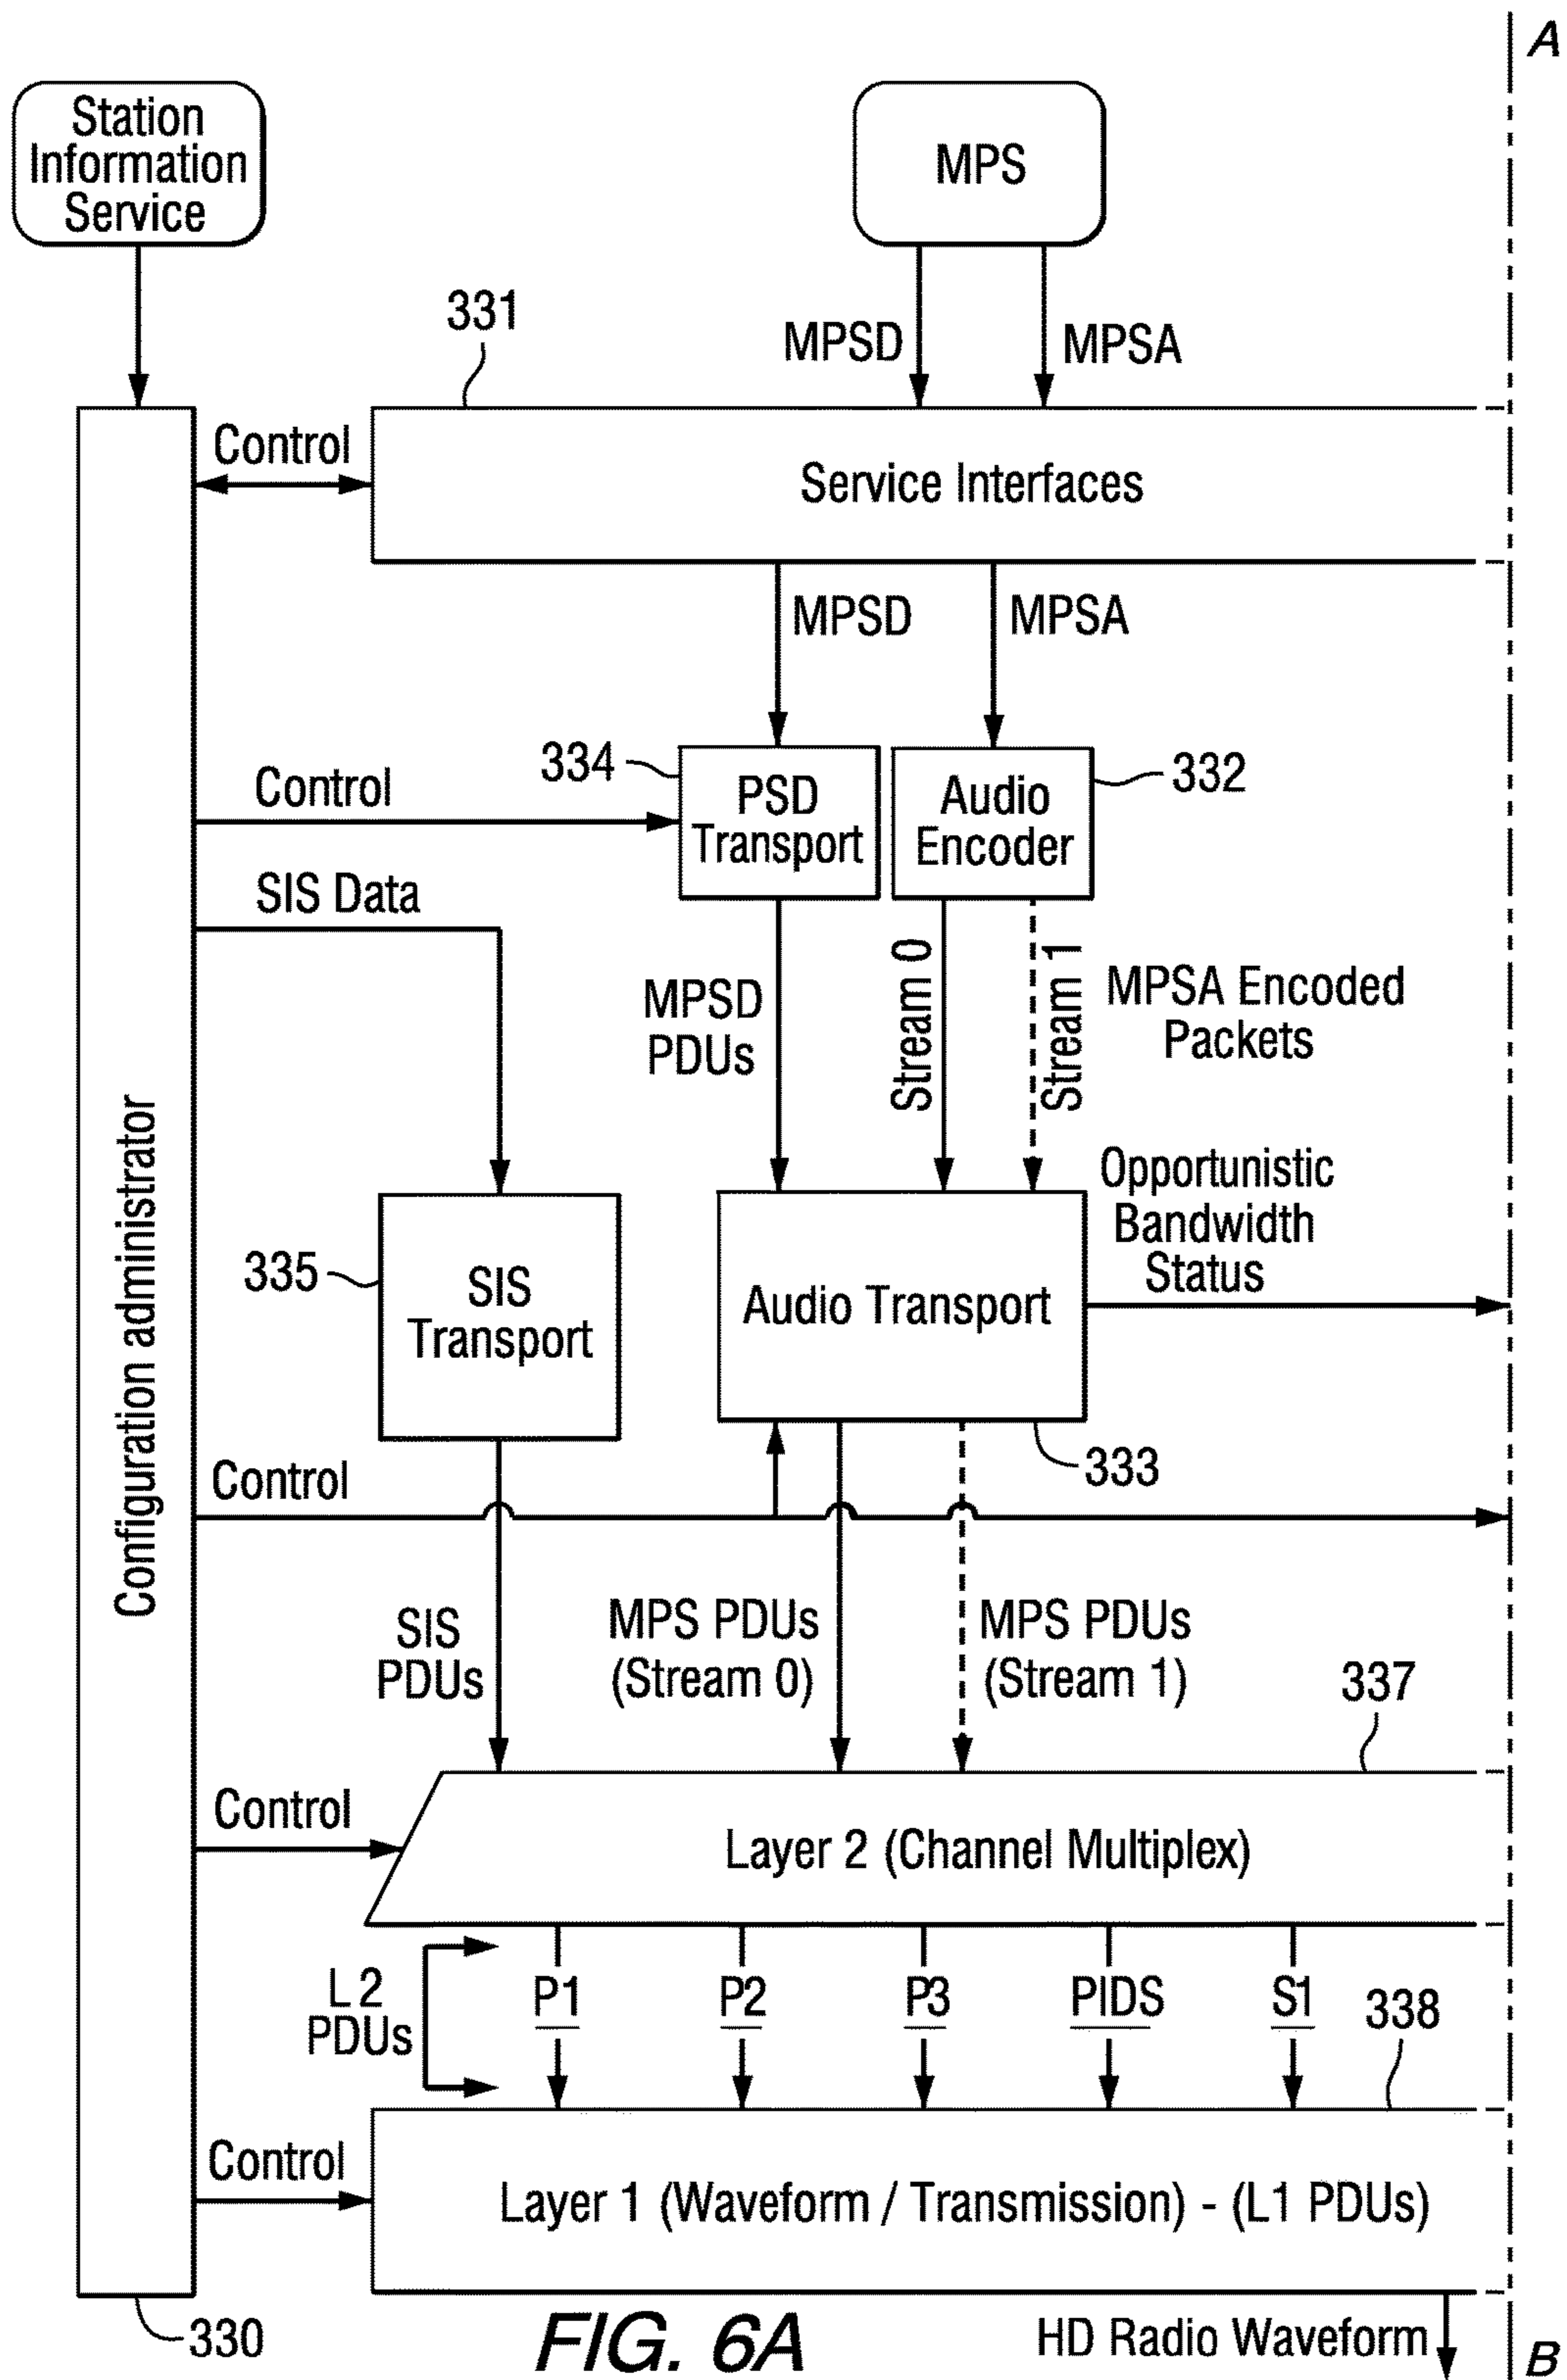 A
Station
Information
Service
MPS
331
MPSD
MPSA
Control
Service Interfaces
MPSD
MPSA
334
PSD
Transport
Audio
Encoder
332
Control
SIS Data
MPSD
PDUs
Stream 0
Stream 1
MPSA Encoded
Packets
Configuration administrator
335
SIS
Transport
Audio Transport
Opportunistic
Bandwidth
Status
333
Control
SIS
PDUs
MPS PDUs
(Stream 0)
MPS PDUs
(Stream 1)
337
Control
Layer 2 (Channel Multiplex)
L 2
PDUs
P1
P2
P3
PIDS
S1
338
Control
Layer 1 (Waveform / Transmission) - (L1 PDUs)
330
FIG. 6A
HD Radio Waveform
B